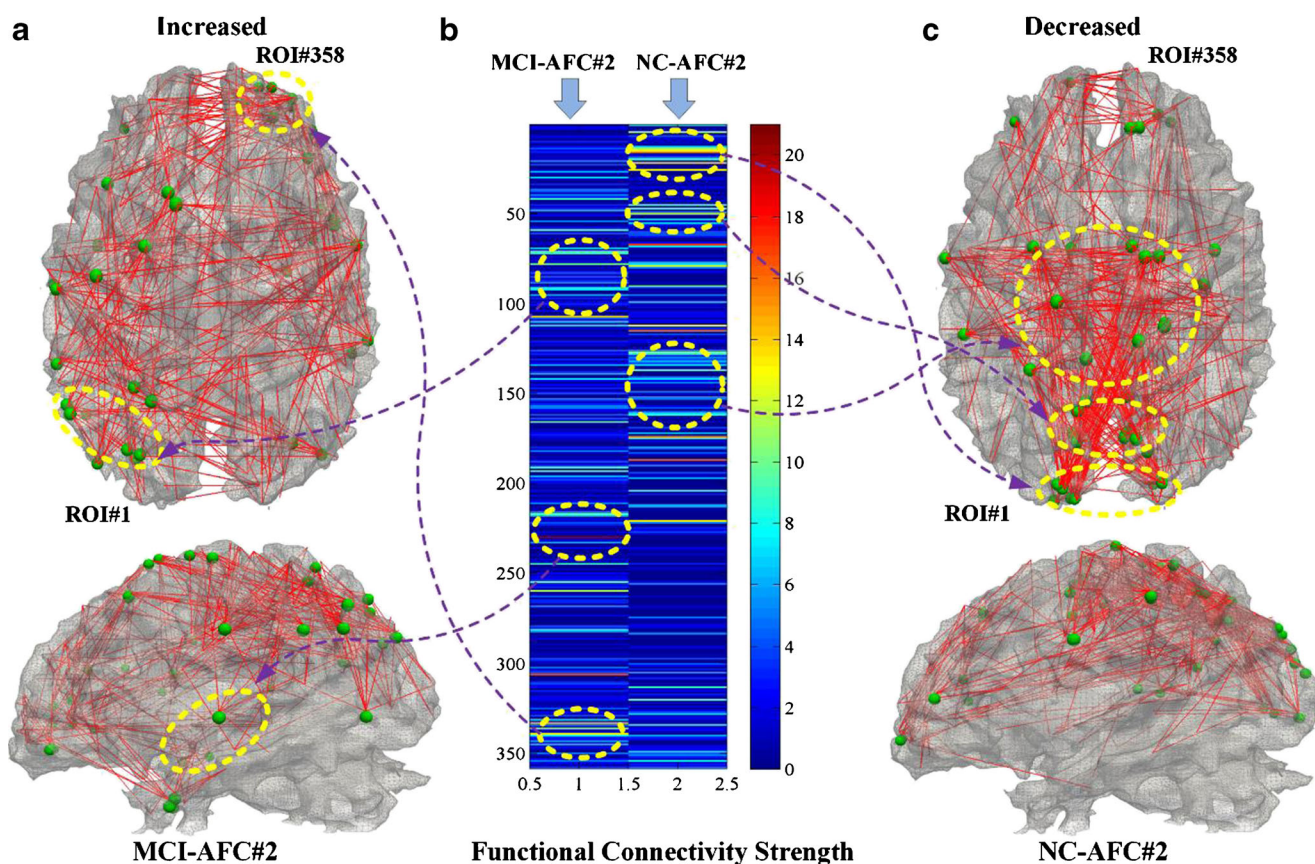 a
Increased
ROI#358
ROI#1
MCI-AFC#2
b
MCI-AFC#2 NC-AFC#2
50
100
150
200
250
300
350
0.5 1 1.5 2 2.5
20
18
16
14
12
10
8
6
4
2
0
Functional Connectivity Strength
c
Decreased
ROI#358
ROI#1
NC-AFC#2